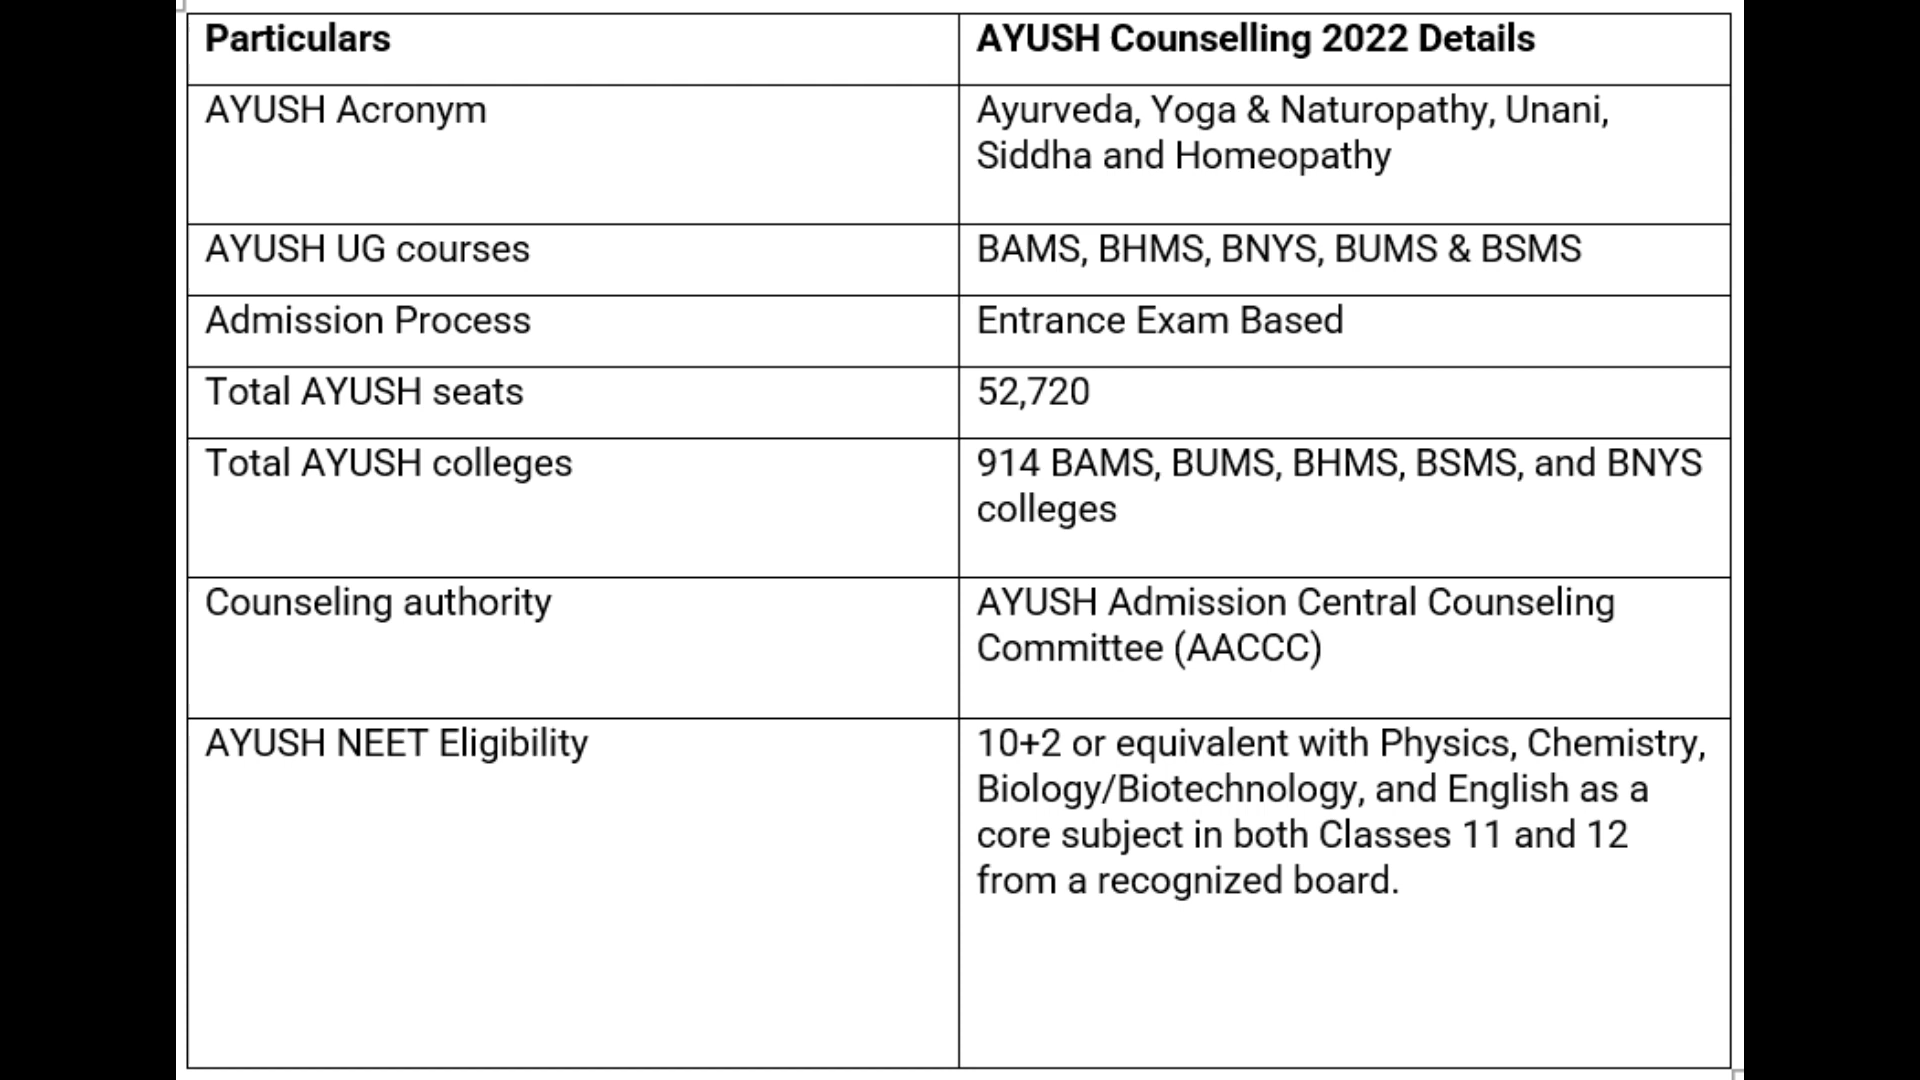 Particulars
AYUSH Counselling 2022 Details
AYUSH Acronym
Ayurveda, Yoga & Naturopathy, Unani,
Siddha and Homeopathy
AYUSH UG courses
BAMS, BHMS, BNYS, BUMS & BSMS
Admission Process
Entrance Exam Based
Total AYUSH seats
52,720
Total AYUSH colleges
914 BAMS, BUMS, BHMS, BSMS, and BNYS
colleges
Counseling authority
AYUSH Admission Central Counseling
Committee (AACCC)
AYUSH NEET Eligibility
10+2 or equivalent with Physics, Chemistry,
Biology/Biotechnology, and English as a
core subject in both Classes 11 and 12
from a recognized board.